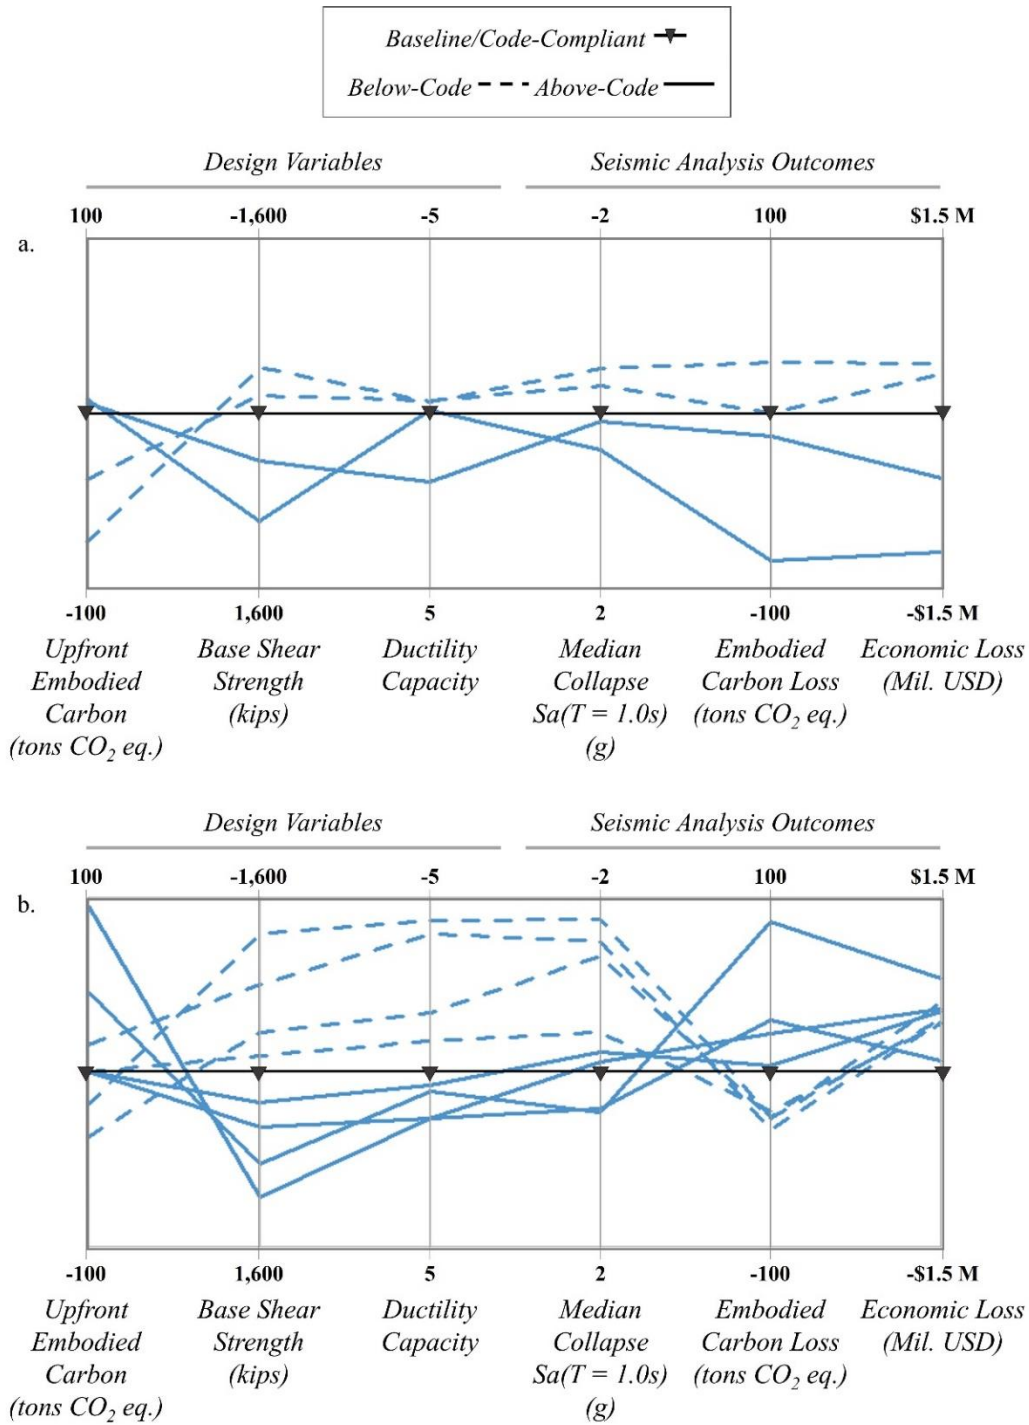 Baseline/Code-Compliant
Below-Code Above-Code
Design Variables Seismic Analysis Outcomes
100 -1,600 -5 -2 100 $1.5 M
a.
-100 1,600 5 2 -100 -$1.5 M
Upfront Base Shear Ductility Median Embodied Economic Loss
Embodied Strength Capacity Collapse Carbon Loss (Mil. USD)
Carbon (kips) Sa(T = 1.0s) (tons CO2 eq.)
(tons CO2 eq.) (g)
Design Variables Seismic Analysis Outcomes
100 -1,600 -5 -2 100 $1.5 M
b.
-100 1,600 5 2 -100 -$1.5 M
Upfront Base Shear Ductility Median Embodied Economic Loss
Embodied Strength Capacity Collapse Carbon Loss (Mil. USD)
Carbon (kips) Sa(T = 1.0s) (tons CO2 eq.)
(tons CO2 eq.) (g)